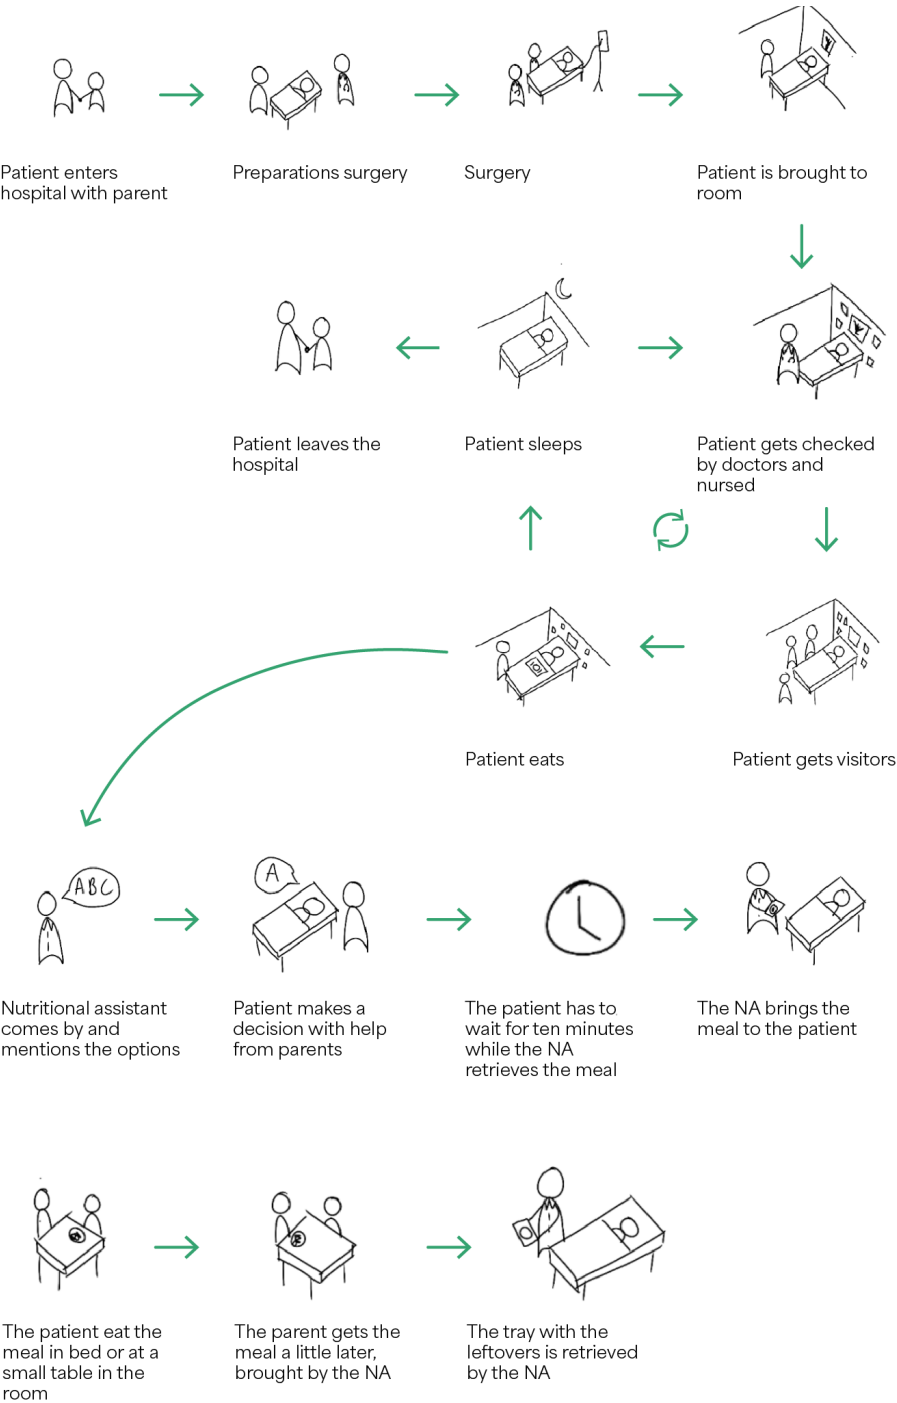 Patient enters
hospital with parent
Preparations surgery
Surgery
Patient is brought to
room
Patient leaves the
hospital
Patient sleeps
Patient gets checked
by doctors and
nursed
Patient eats
Patient gets visitors
ABC
A
Nutritional assistant
comes by and
mentions the options
Patient makes a
decision with help
from parents
The patient has to
wait for ten minutes
while the NA
retrieves the meal
The NA brings the
meal to the patient
The patient eat the
meal in bed or at a
small table in the
room
The parent gets the
meal a little later,
brought by the NA
The tray with the
leftovers is retrieved
by the NA